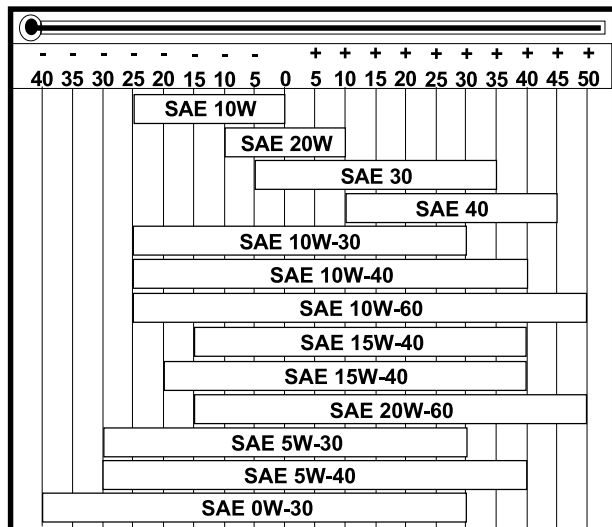 - - - - - - - - + + + + + + + + + +
40 35 30 25 20 15 10 5 0 5 10 15 20 25 30 35 40 45 50
SAE 10W
SAE 20W
SAE 30
SAE 40
SAE 10W-30
SAE 10W-40
SAE 10W-60
SAE 15W-40
SAE 15W-40
SAE 20W-60
SAE 5W-30
SAE 5W-40
SAE 0W-30